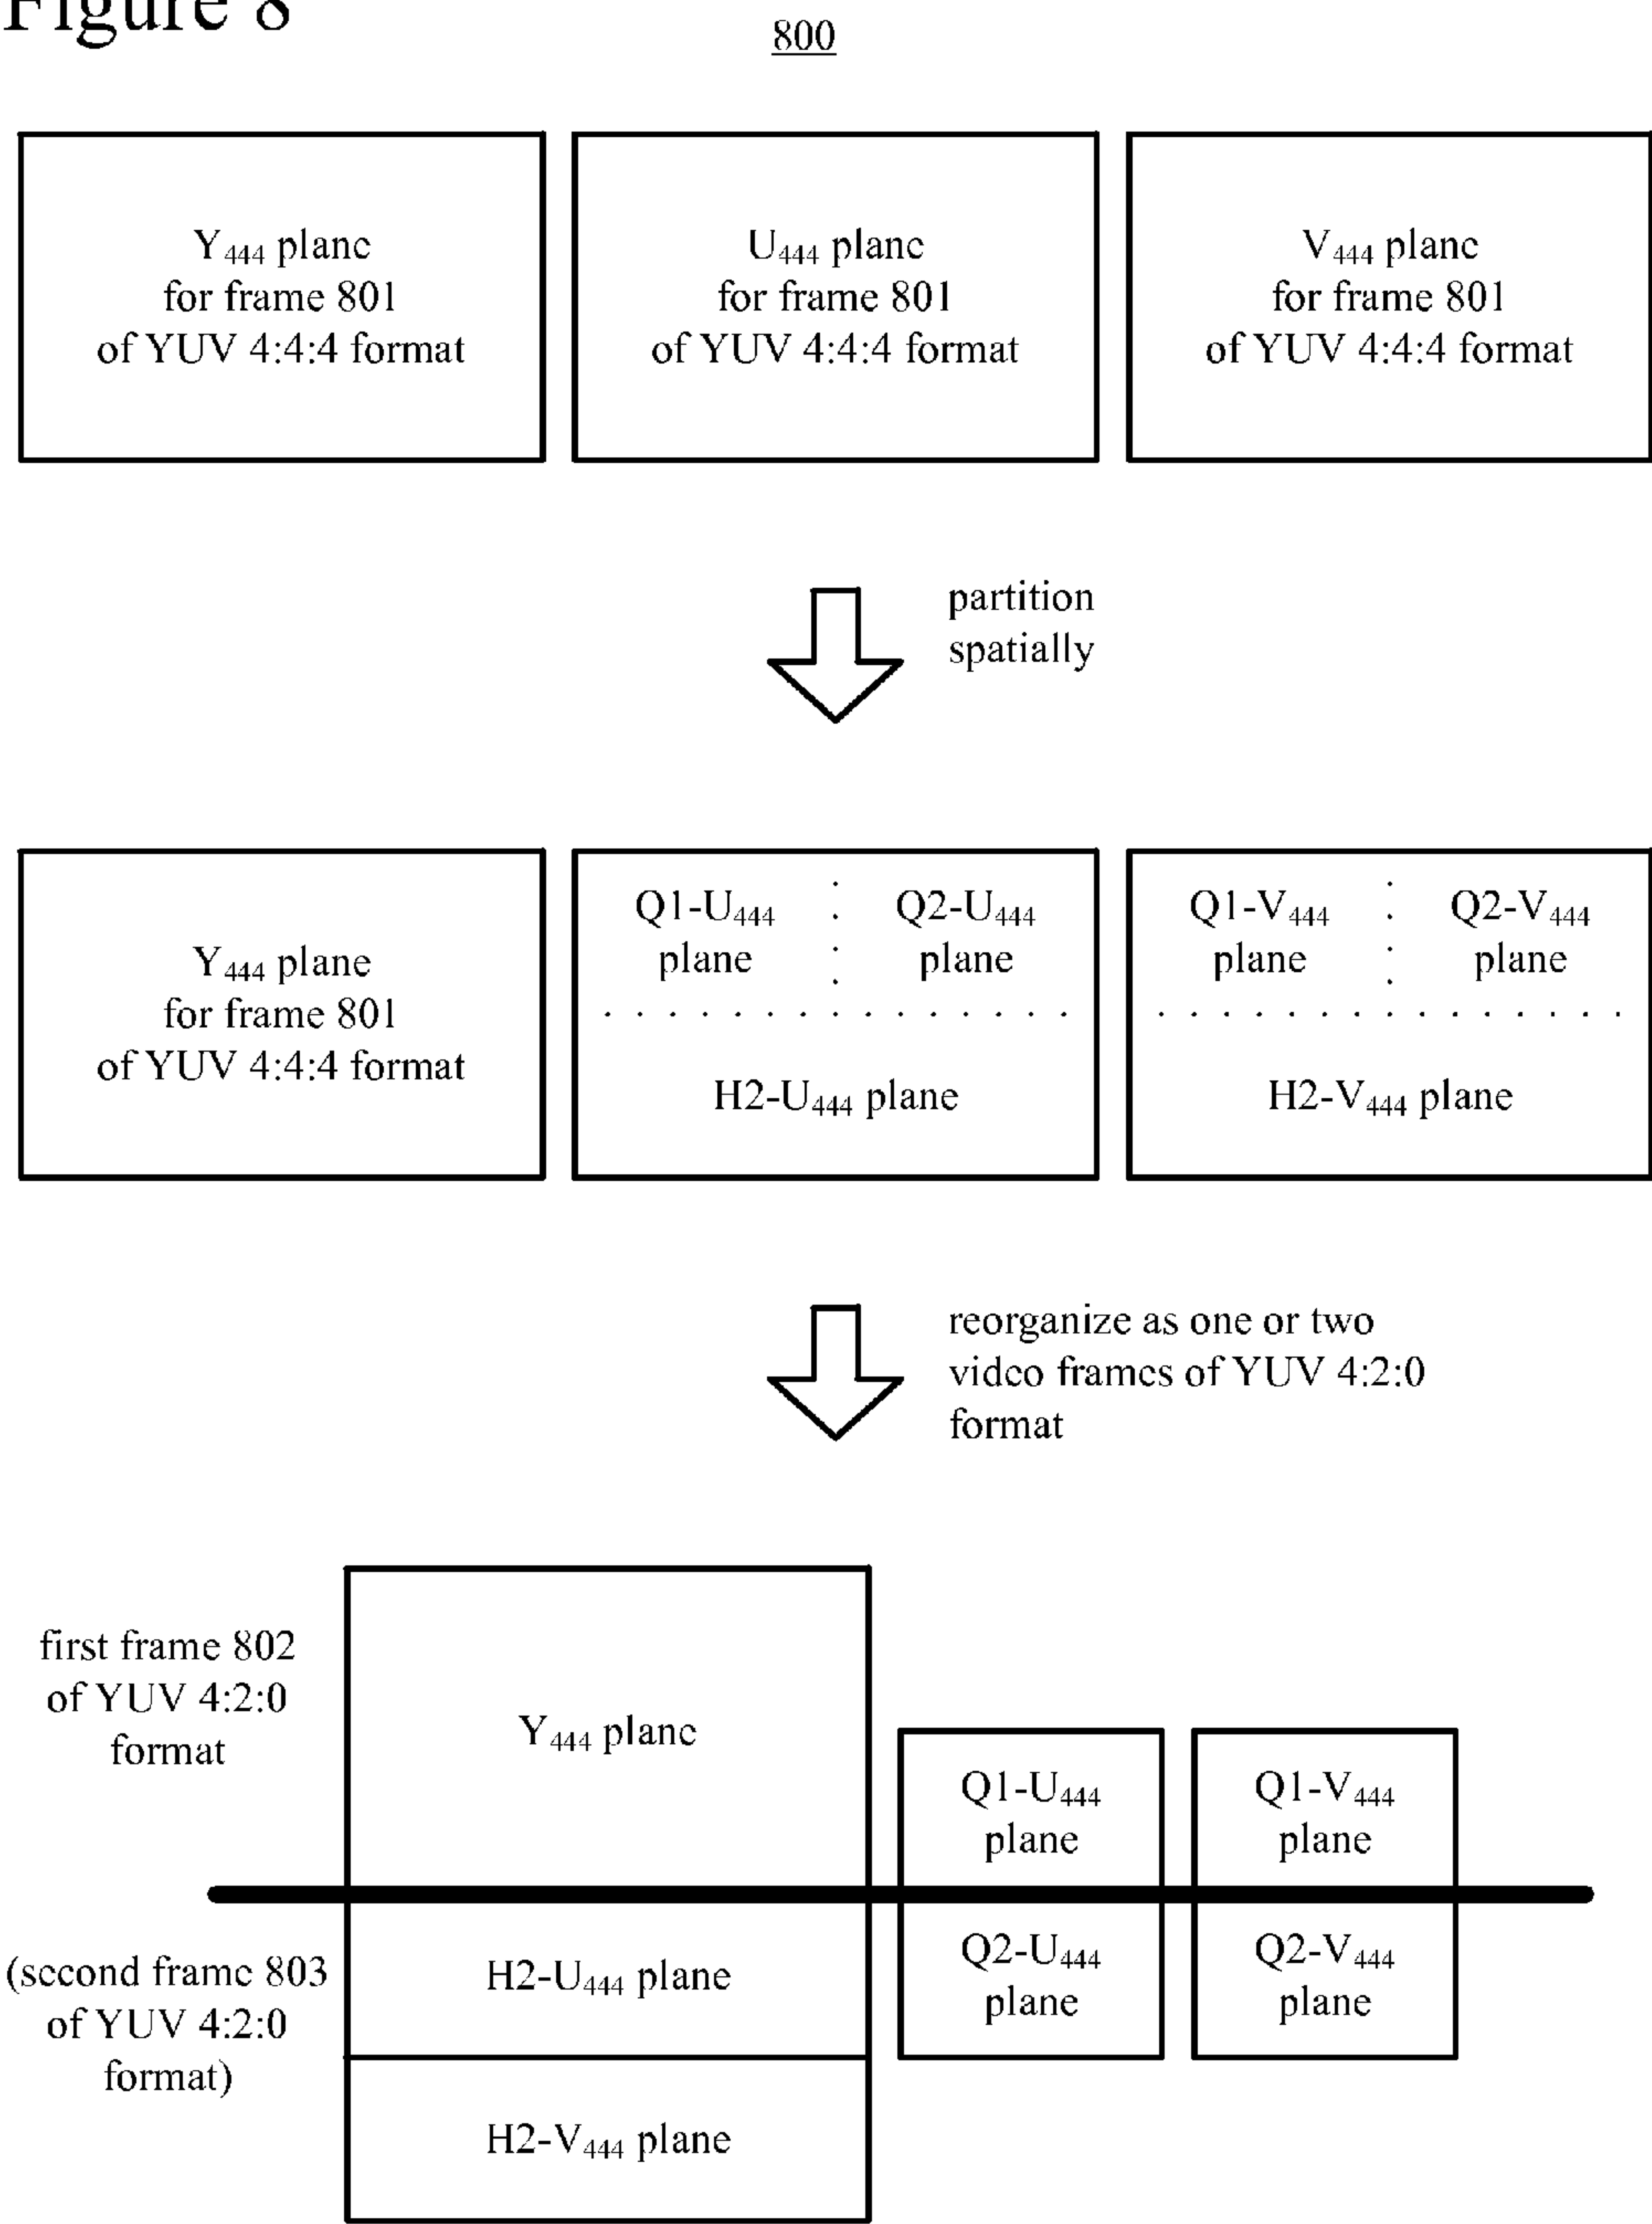 Figure 8
800
Y444 plane
for frame 801
of YUV 4:4:4 format
U444 plane
for frame 801
of YUV 4:4:4 format
V444 plane
for frame 801
of YUV 4:4:4 format
partition
spatially
Y444 plane
for frame 801
of YUV 4:4:4 format
Q1-U444
plane
Q2-U444
plane
H2-U444 plane
Q1-V444
plane
Q2-V444
plane
H2-V444 plane
reorganize as one or two
video frames of YUV 4:2:0
format
first frame 802
of YUV 4:2:0
format
Y444 plane
Q1-U444
plane
Q1-V444
plane
(second frame 803
of YUV 4:2:0
format)
H2-U444 plane
Q2-U444
plane
Q2-V444
plane
H2-V444 plane